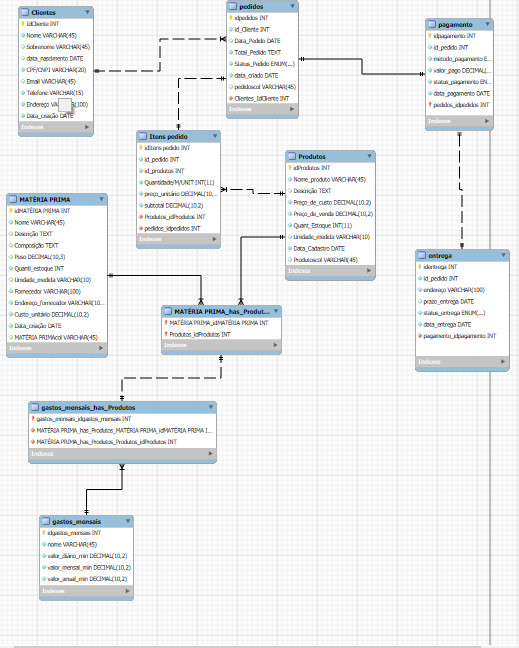 Clientes
IdCliente INT
Nome VARCHAR(45)
Sobrenome VARCHAR(45)
data_nascimento DATE
CPF/CNPJ VARCHAR(20)
Email VARCHAR(45)
Telefone VARCHAR(15)
Endereço VARCHAR(100)
Data_criação DATE
Indexes
pedidos
idpedidos INT
id_Cliente INT
Data_Pedido DATE
Total_Pedido TEXT
Status_Pedido ENUM(...)
data_criado DATE
pedidoscol VARCHAR(45)
Clientes_IdCliente INT
Indexes
pagamento
idpagamento INT
id_pedido INT
metodo_pagamento E...
valor_pago DECIMAL(...
status_pagamento EN...
data_pagamento DATE
pedidos_idpedidos INT
Indexes
Itens pedido
idItens pedido INT
id_pedido INT
id_produtos INT
Quantidade/M/UNIT INT(11)
preço_unitário DECIMAL(10,...
subtotal DECIMAL(10,2)
Produtos_idProdutos INT
pedidos_idpedidos INT
Indexes
Produtos
idProdutos INT
Nome_produto VARCHAR(45)
Descrição TEXT
Preço_de_custo DECIMAL(10,2)
Preço_de_venda DECIMAL(10,2)
Quant_Estoque INT(11)
Unidade_medida VARCHAR(10)
Data_Cadastro DATE
Produtoscol VARCHAR(45)
Indexes
MATÉRIA PRIMA
idMATÉRIA PRIMA INT
Nome VARCHAR(45)
Descrição TEXT
Composição TEXT
Peso DECIMAL(10,3)
Quanti_estoque INT
Unidade_medida VARCHAR(10)
Fornecedor VARCHAR(100)
Endereço_fornecedor VARCHAR(10...
Custo_unitário DECIMAL(10,2)
Data_criação DATE
MATÉRIA PRIMAcol VARCHAR(45)
Indexes
entrega
identrega INT
id_pedido INT
endereço VARCHAR(100)
prazo_entrega DATE
status_entrega ENUM(...)
data_entrega DATE
pagamento_idpagamento INT
Indexes
MATÉRIA PRIMA_has_Produt...
MATÉRIA PRIMA_idMATÉRIA PRIMA INT
Produtos_idProdutos INT
Indexes
gastos_mensais_has_Produtos
gastos_mensais_idgastos_mensais INT
MATÉRIA PRIMA_has_Produtos_MATÉRIA PRIMA_idMATÉRIA PRIMA I...
MATÉRIA PRIMA_has_Produtos_Produtos_idProdutos INT
Indexes
gastos_mensais
idgastos_mensais INT
nome VARCHAR(45)
valor_diário_min DECIMAL(10,2)
valor_mensal_min DECIMAL(10,2)
valor_anual_min DECIMAL(10,2)
Indexes